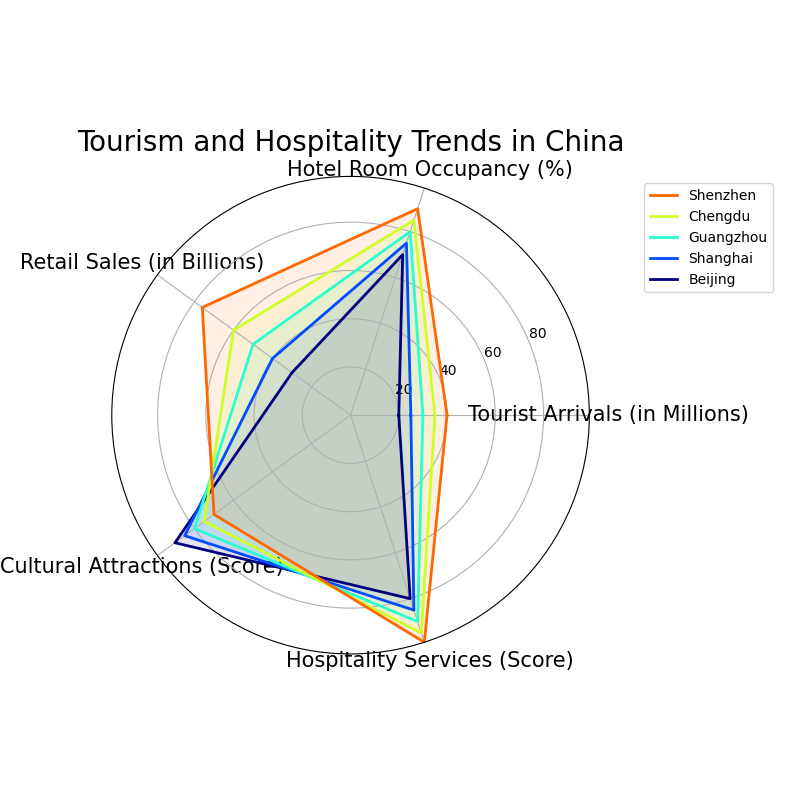 Tourism and Hospitality Trends in China
Hotel Room Occupancy (%)
Shenzhen
Chengdu
Guangzhou
Shanghai
Beijing
Retail Sales (in Billions)
80
60
40
20
Tourist Arrivals (in Millions)
Cultural Attractions (Score)
Hospitality Services (Score)